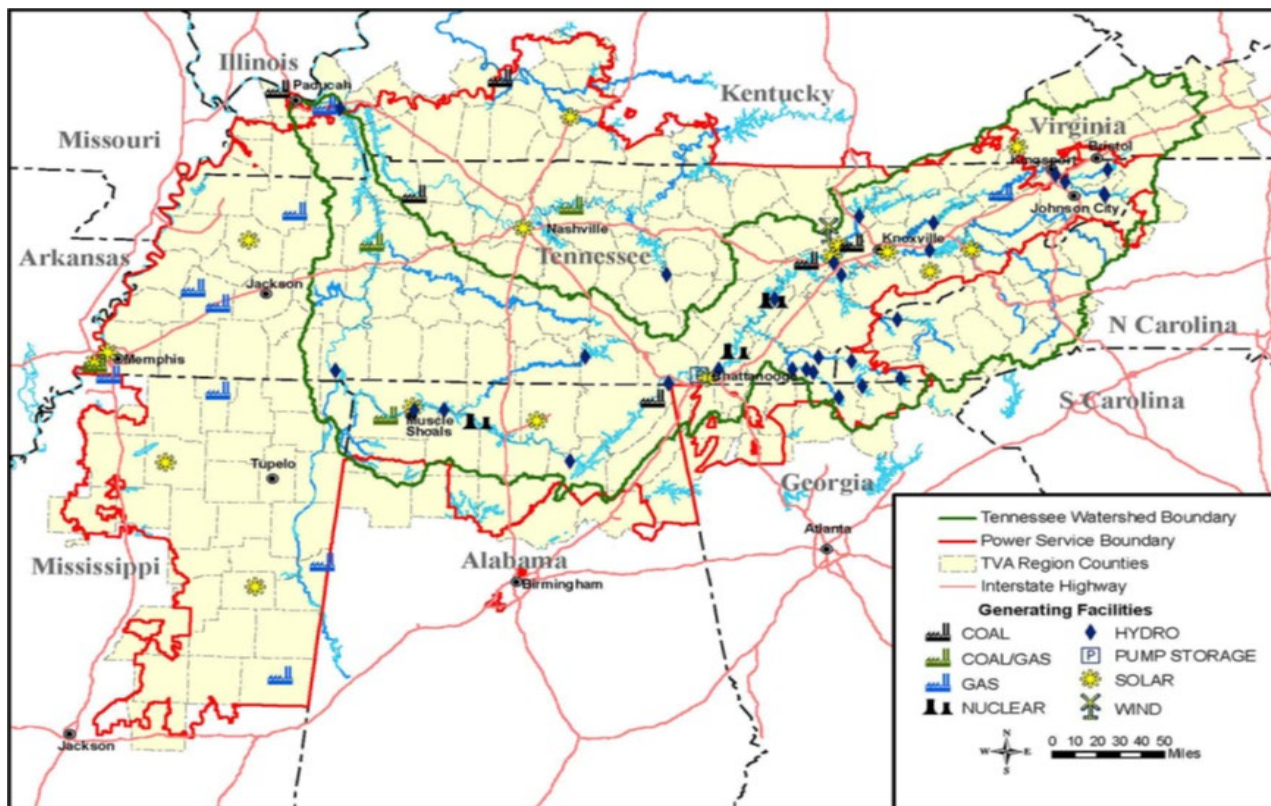 Illinois
Paducah
Kentucky
Missouri
Virginia
Bristol
Kingsport
Johnson City
Nashville
Tennessee
Knoxville
Arkansas
Jackson
N Carolina
Memphis
Chattanooga
S Carolina
Muscle
Shoals
Tupelo
Georgia
Atlanta
Mississippi
Alabama
Birmingham
Jackson
Tennessee Watershed Boundary
Power Service Boundary
TVA Region Counties
Interstate Highway
Generating Facilities
COAL
HYDRO
COAL/GAS
P PUMP STORAGE
GAS
SOLAR
NUCLEAR
WIND
N
W E
S
0 10 20 30 40 50
Miles